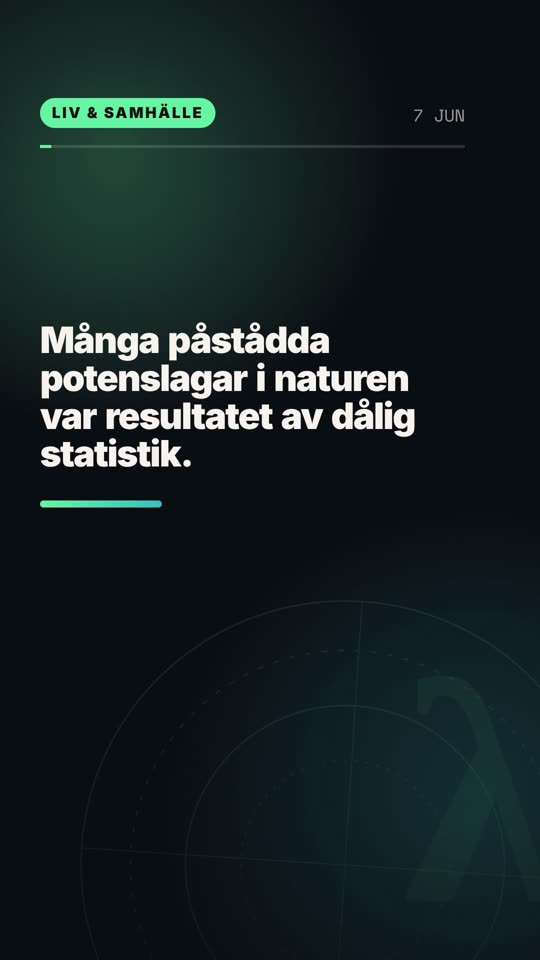 LIV & SAMHÄLLE
7 JUN
Många påstådda
potenslagar i naturen
var resultatet av dålig
statistik.
λ